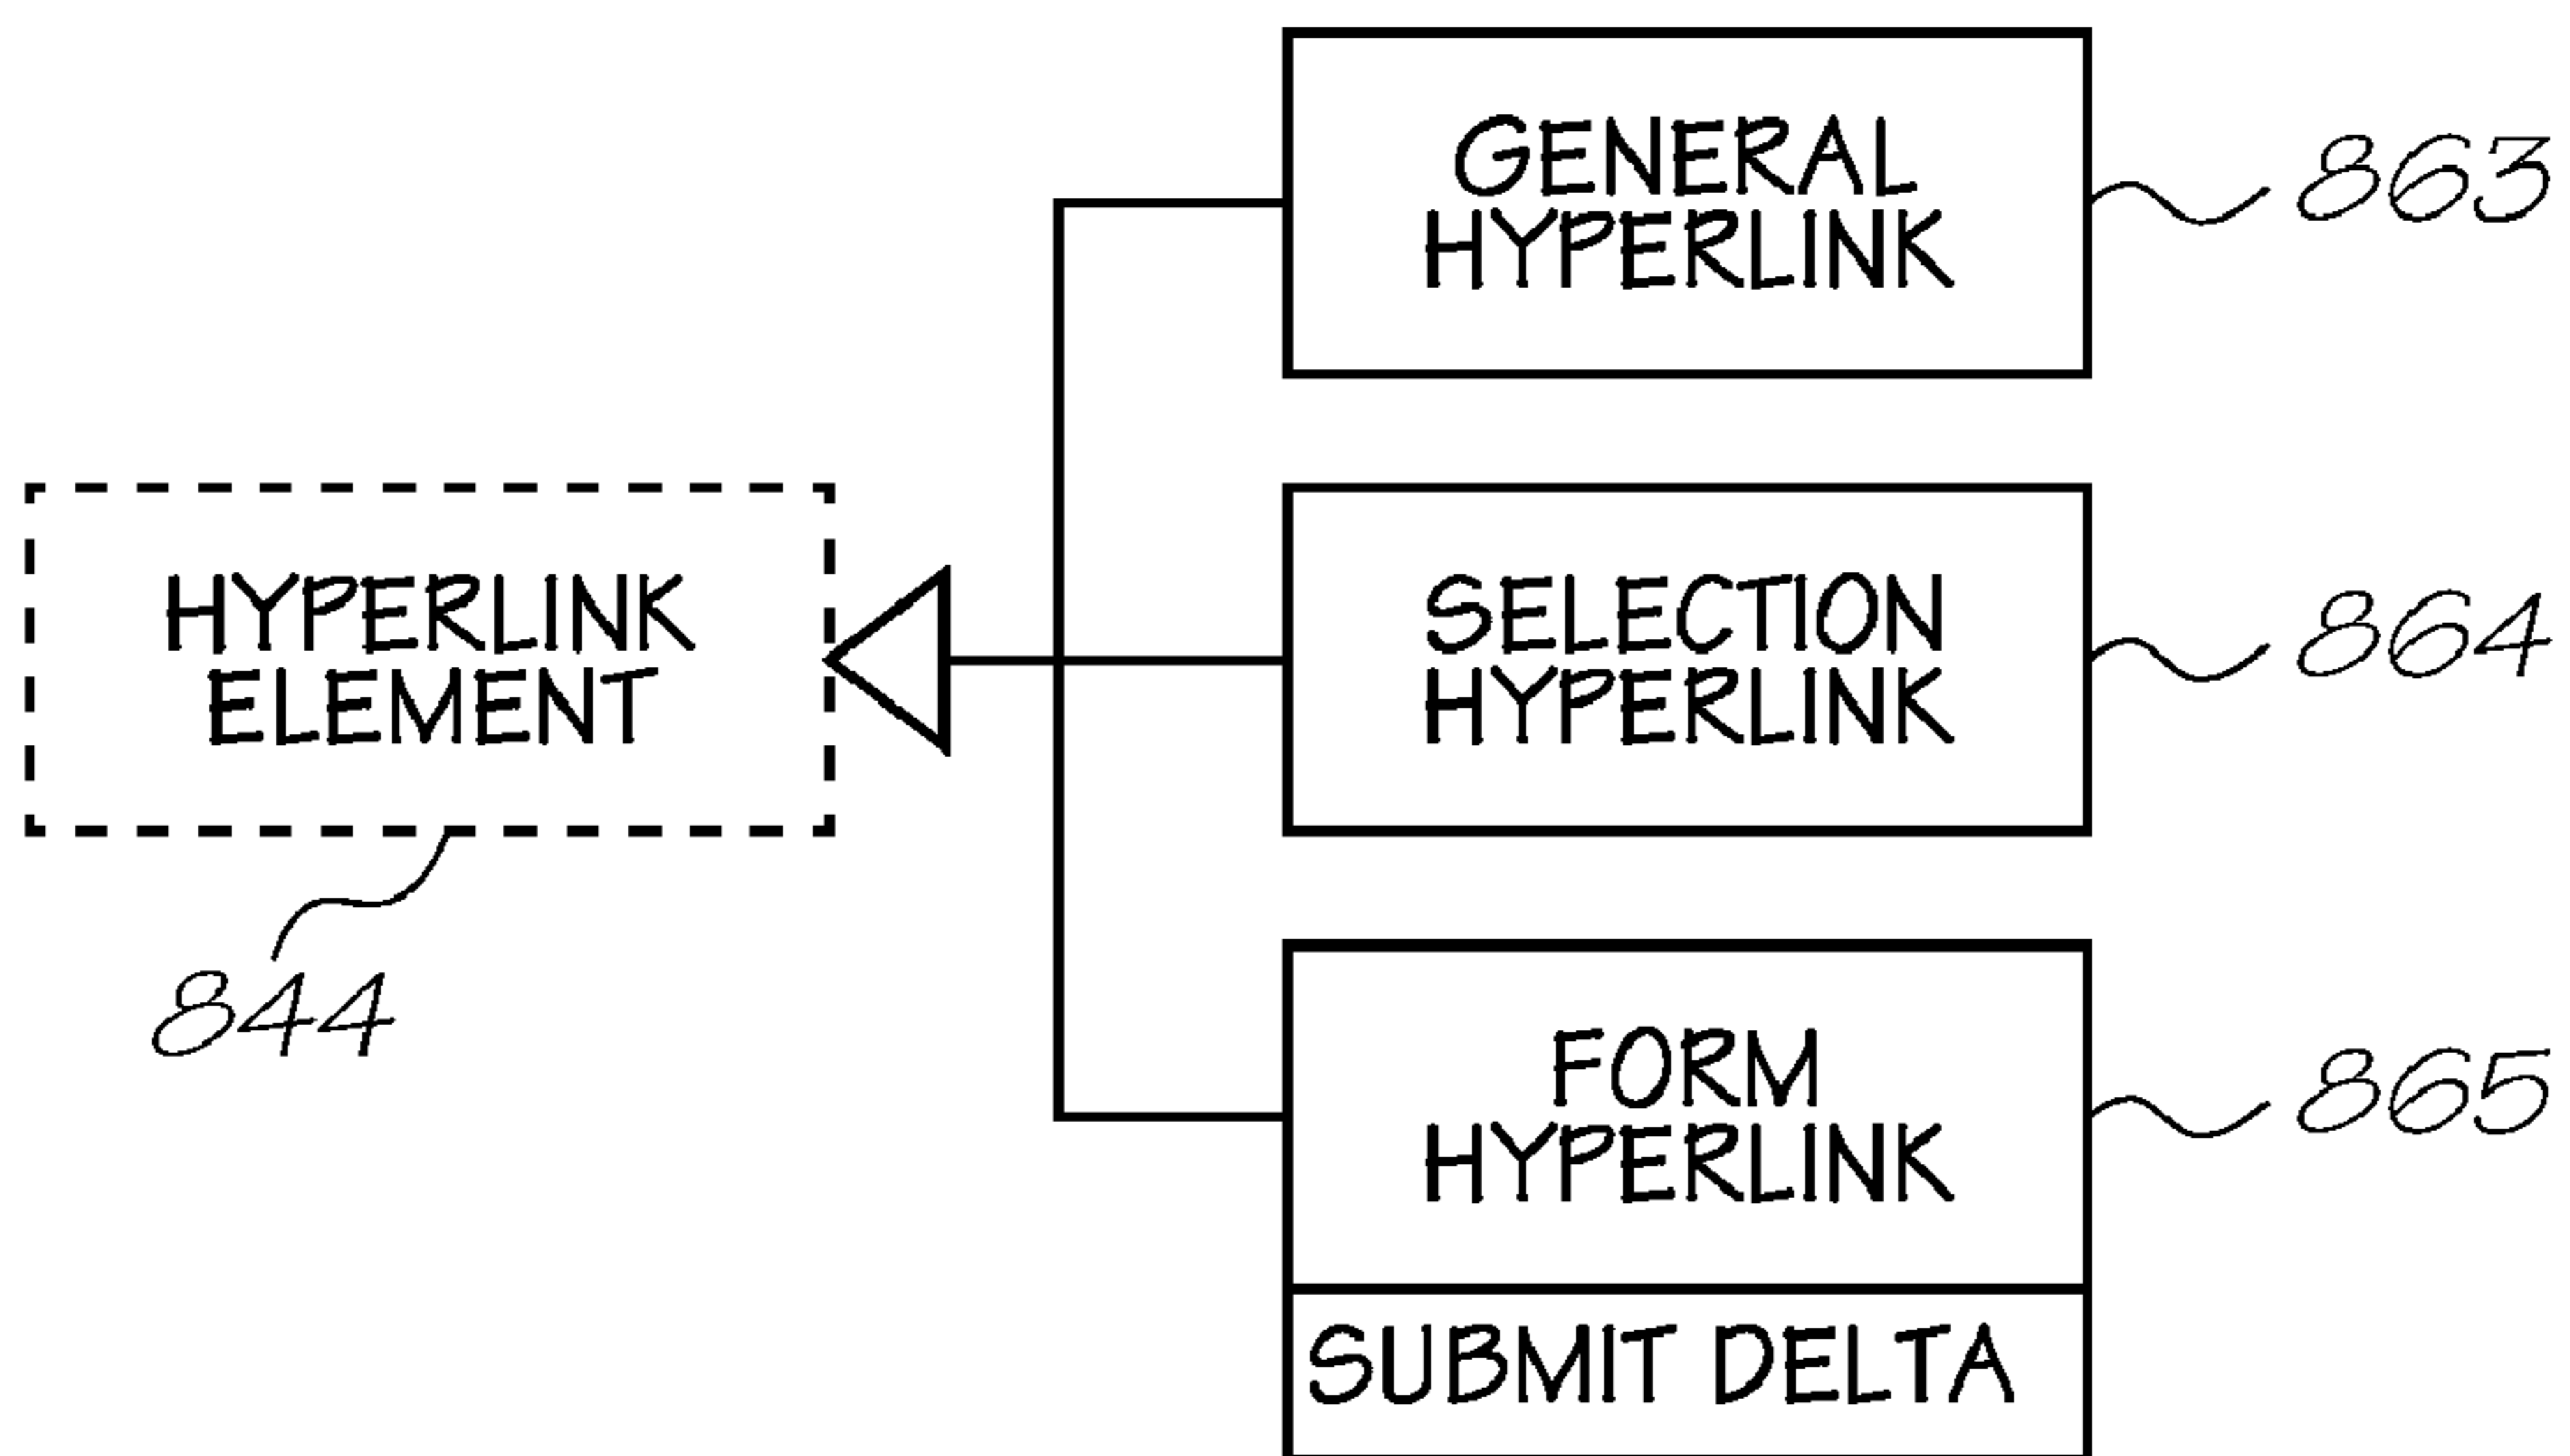 GENERAL
HYPERLINK
863
HYPERLINK
ELEMENT
844
SELECTION
HYPERLINK
864
FORM
HYPERLINK
865
SUBMIT DELTA